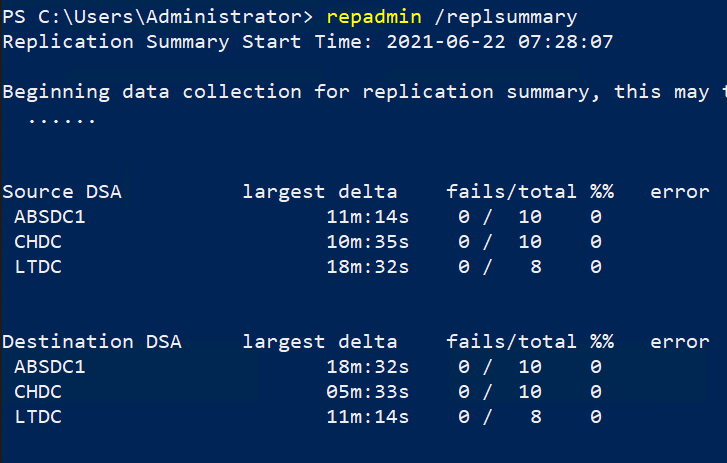 PS C:\Users\Administrator> repadmin /replsummary
Replication Summary Start Time: 2021-06-22 07:28:07
Beginning data collection for replication summary, this may
......
Source DSA largest delta fails/total %% error
ABSDC1 11m:14s 0 / 10 0
CHDC 10m:35s 0 / 10 0
LTDC 18m:32s 0 / 8 0
Destination DSA largest delta fails/total %% error
ABSDC1 18m:32s 0 / 10 0
CHDC 05m:33s 0 / 10 0
LTDC 11m:14s 0 / 8 0